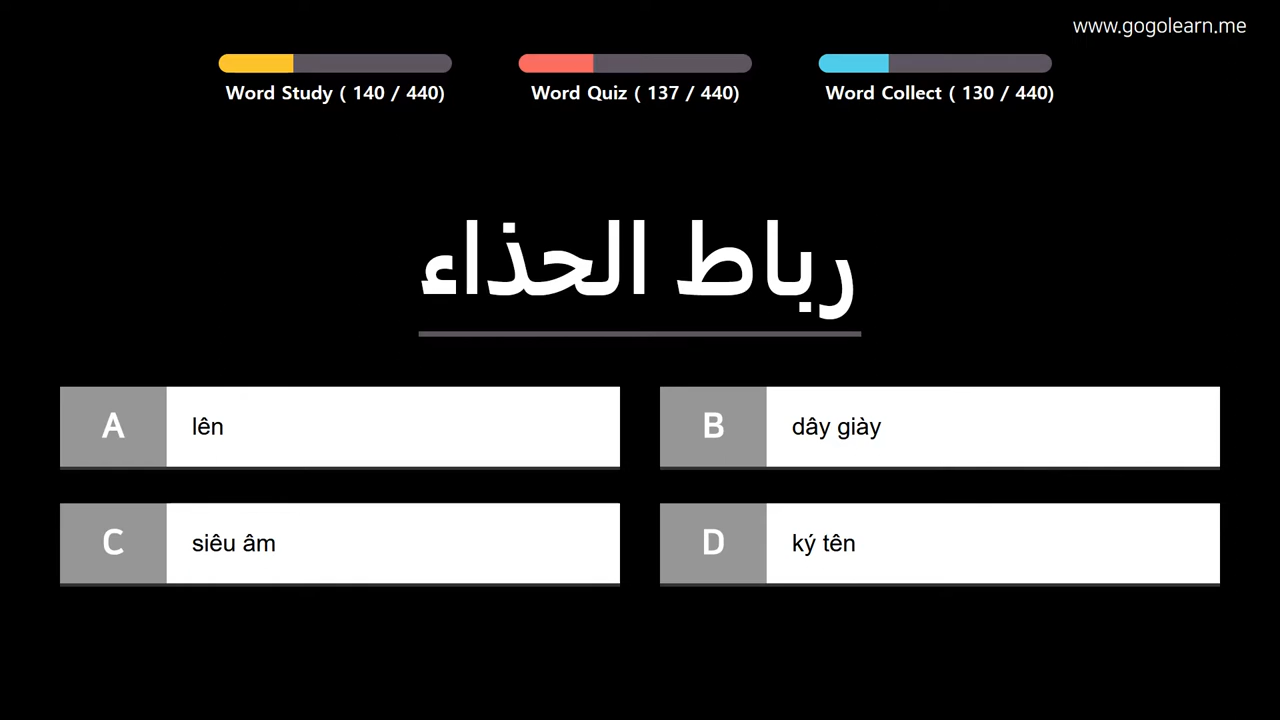 www.gogolearn.me
Word Study ( 140 / 440)
Word Quiz ( 137 / 440)
Word Collect ( 130 / 440)
رباط الحذاء
A lên
B dây giày
C siêu âm
D ký tên